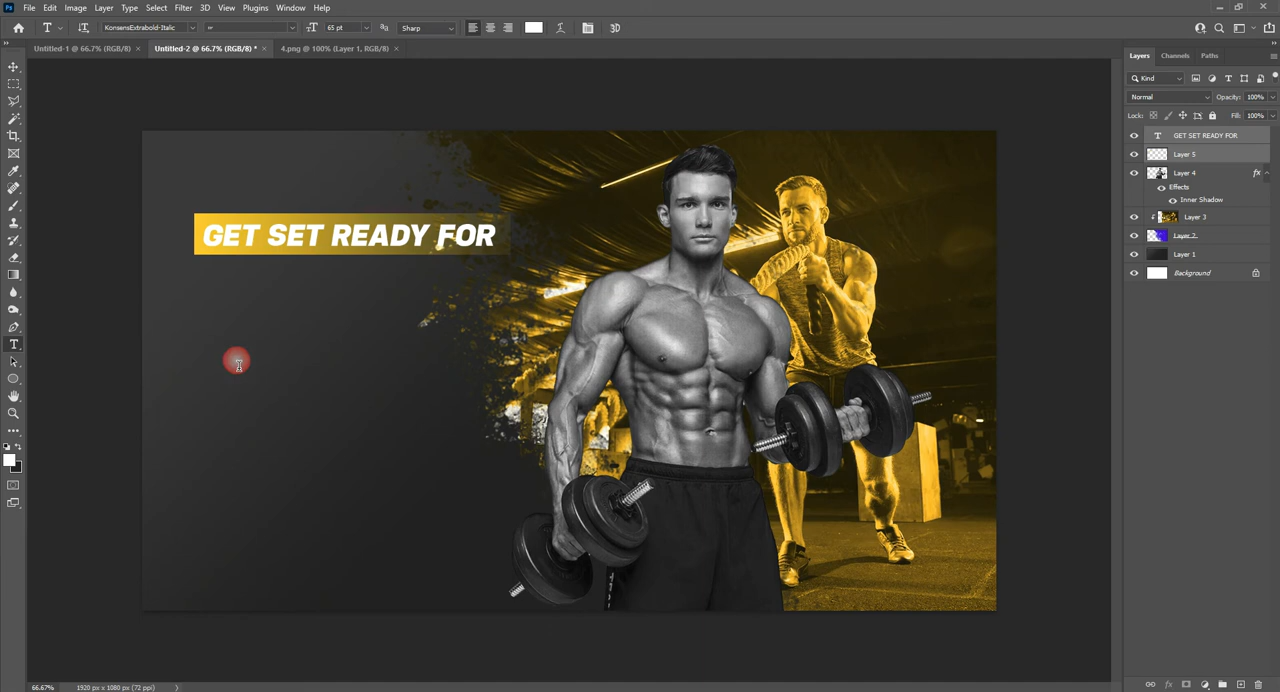 Ps File Edit Image Layer Type Select Filter 3D View Plugins Window Help
T KonsensExtrabold-Italic 65 pt Sharp 3D
Untitled-1 @ 66.7% (RGB/8) × Untitled-2 @ 66.7% (RGB/8) * × 4.png @ 100% (Layer 1, RGB/8) ×
Layers Channels Paths
Kind
Normal Opacity: 100%
Lock: Fill: 100%
T GET SET READY FOR
Layer 5
Layer 4 fx
Effects
Inner Shadow
Layer 3
Layer 2
Layer 1
Background
GET SET READY FOR
66.67% 1920 px x 1080 px (72 ppi)